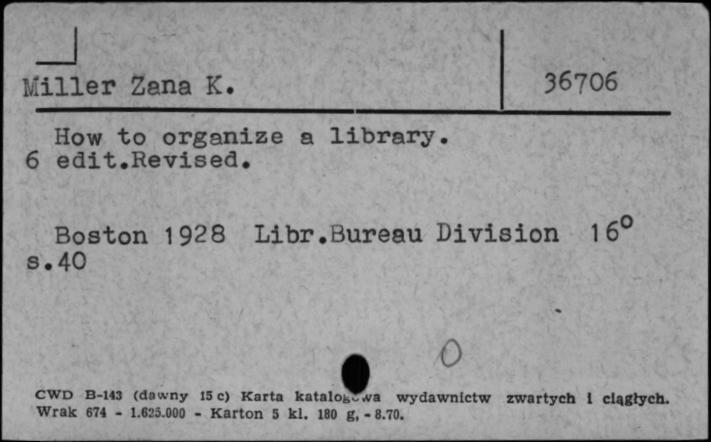 Miller Zana K. 36706
How to organize a library.
6 edit.Revised.
Boston 1928 Libr.Bureau Division 16°
s.40
0
CWD B-143 (dawny 15 c) Karta katalogowa wydawnictw zwartych i ciągłych.
Wrak 674 - 1.625.000 - Karton 5 kl. 180 g, - 8.70.